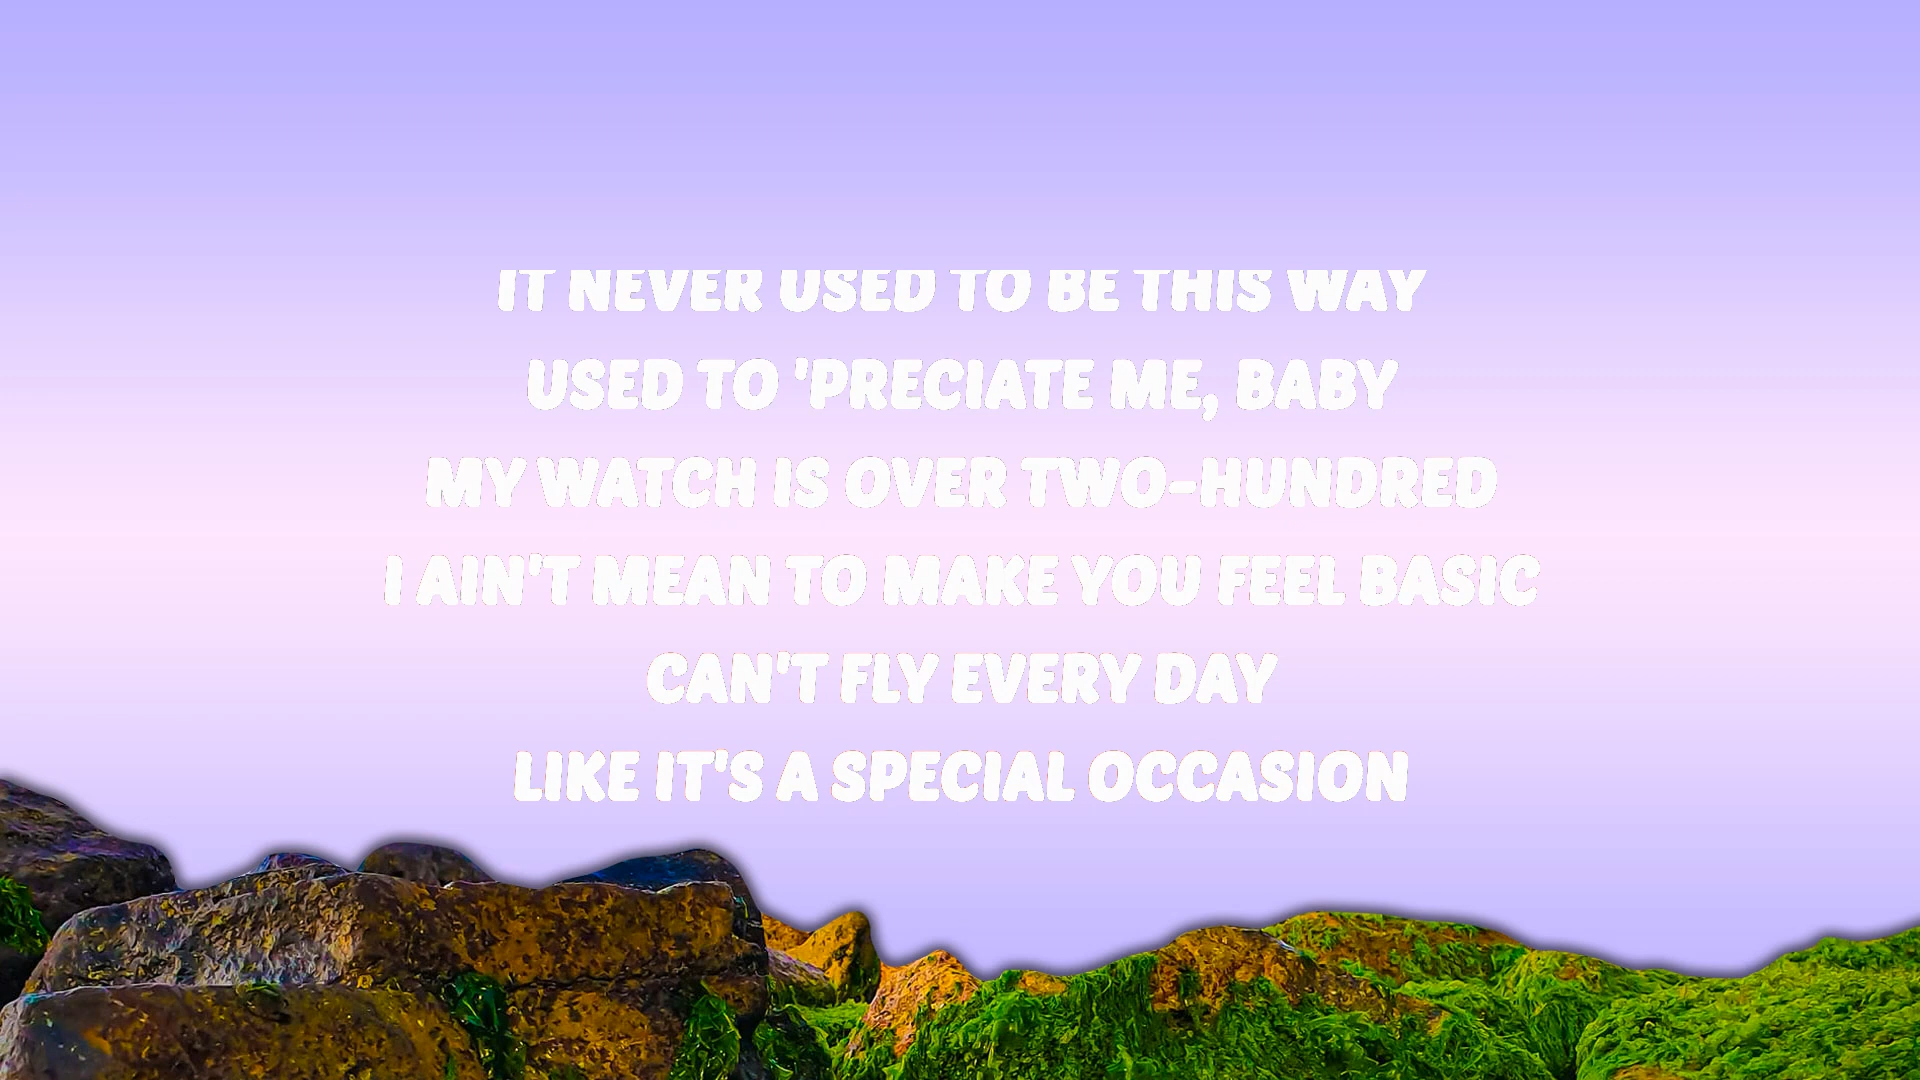 IT NEVER USED TO BE THIS WAY
USED TO 'PRECIATE ME, BABY
MY WATCH IS OVER TWO-HUNDRED
I AIN'T MEAN TO MAKE YOU FEEL BASIC
CAN'T FLY EVERY DAY
LIKE IT'S A SPECIAL OCCASION